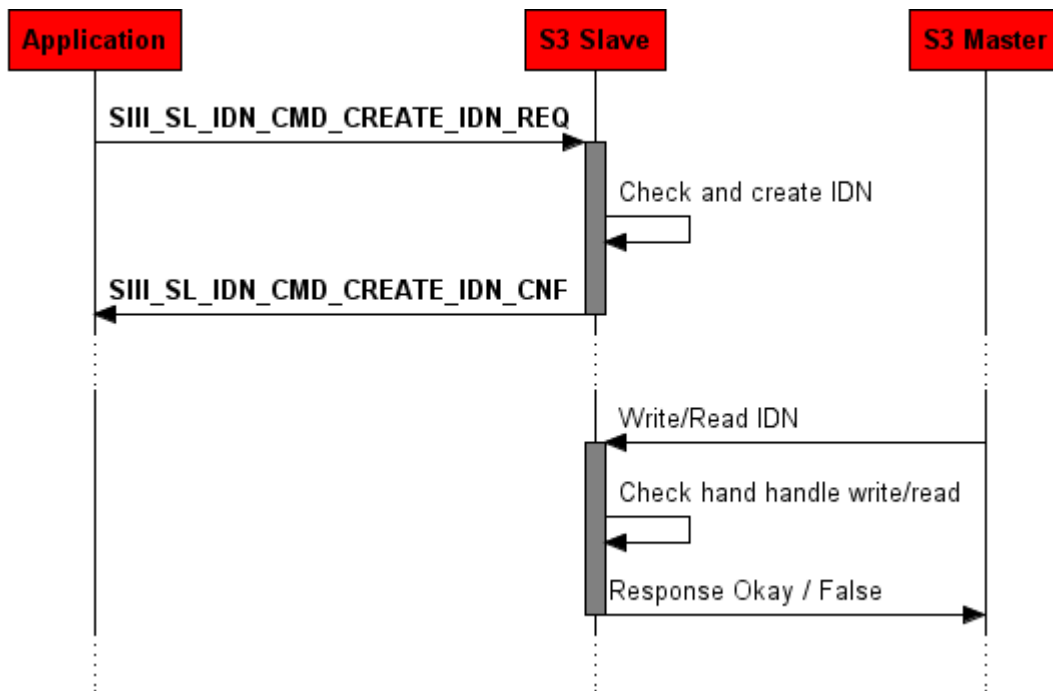 Application
S3 Slave
S3 Master
SIII_SL_IDN_CMD_CREATE_IDN_REQ
Check and create IDN
SIII_SL_IDN_CMD_CREATE_IDN_CNF
Write/Read IDN
Check hand handle write/read
Response Okay / False